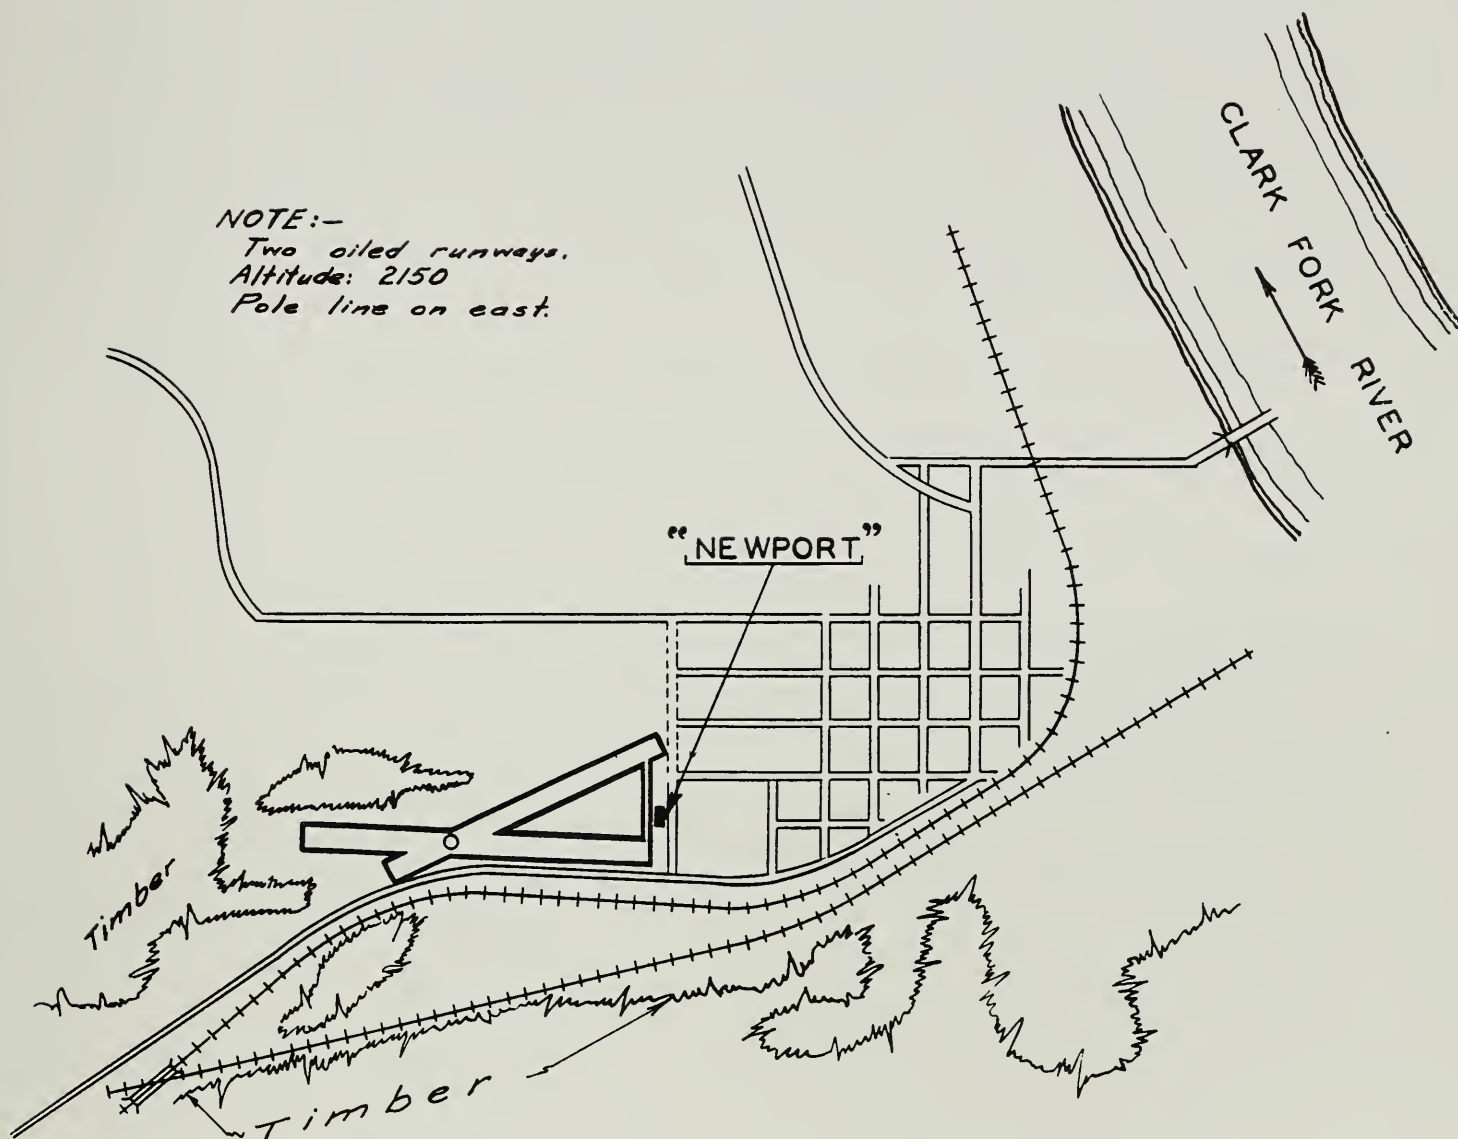 NOTE:-
Two oiled runways.
Altitude: 2150
Pole line on east.
CLARK FORK RIVER
"NEWPORT"
Timber
Timber